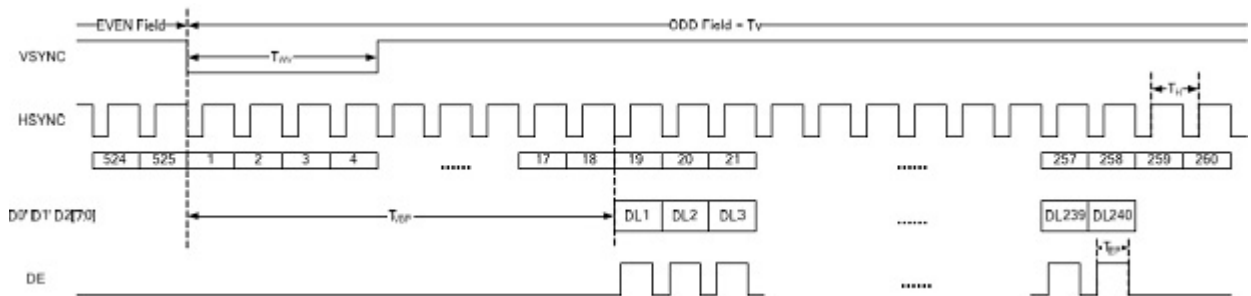 EVEN Field ODD Field = Tv
VSYNC TWV
HSYNC TH
524 525 1 2 3 4 ...... 17 18 19 20 21 ...... 257 258 259 260
D0' D1' D2[7:0] TVBP DL1 DL2 DL3 ...... DL239 DL240
TEP
DE ......